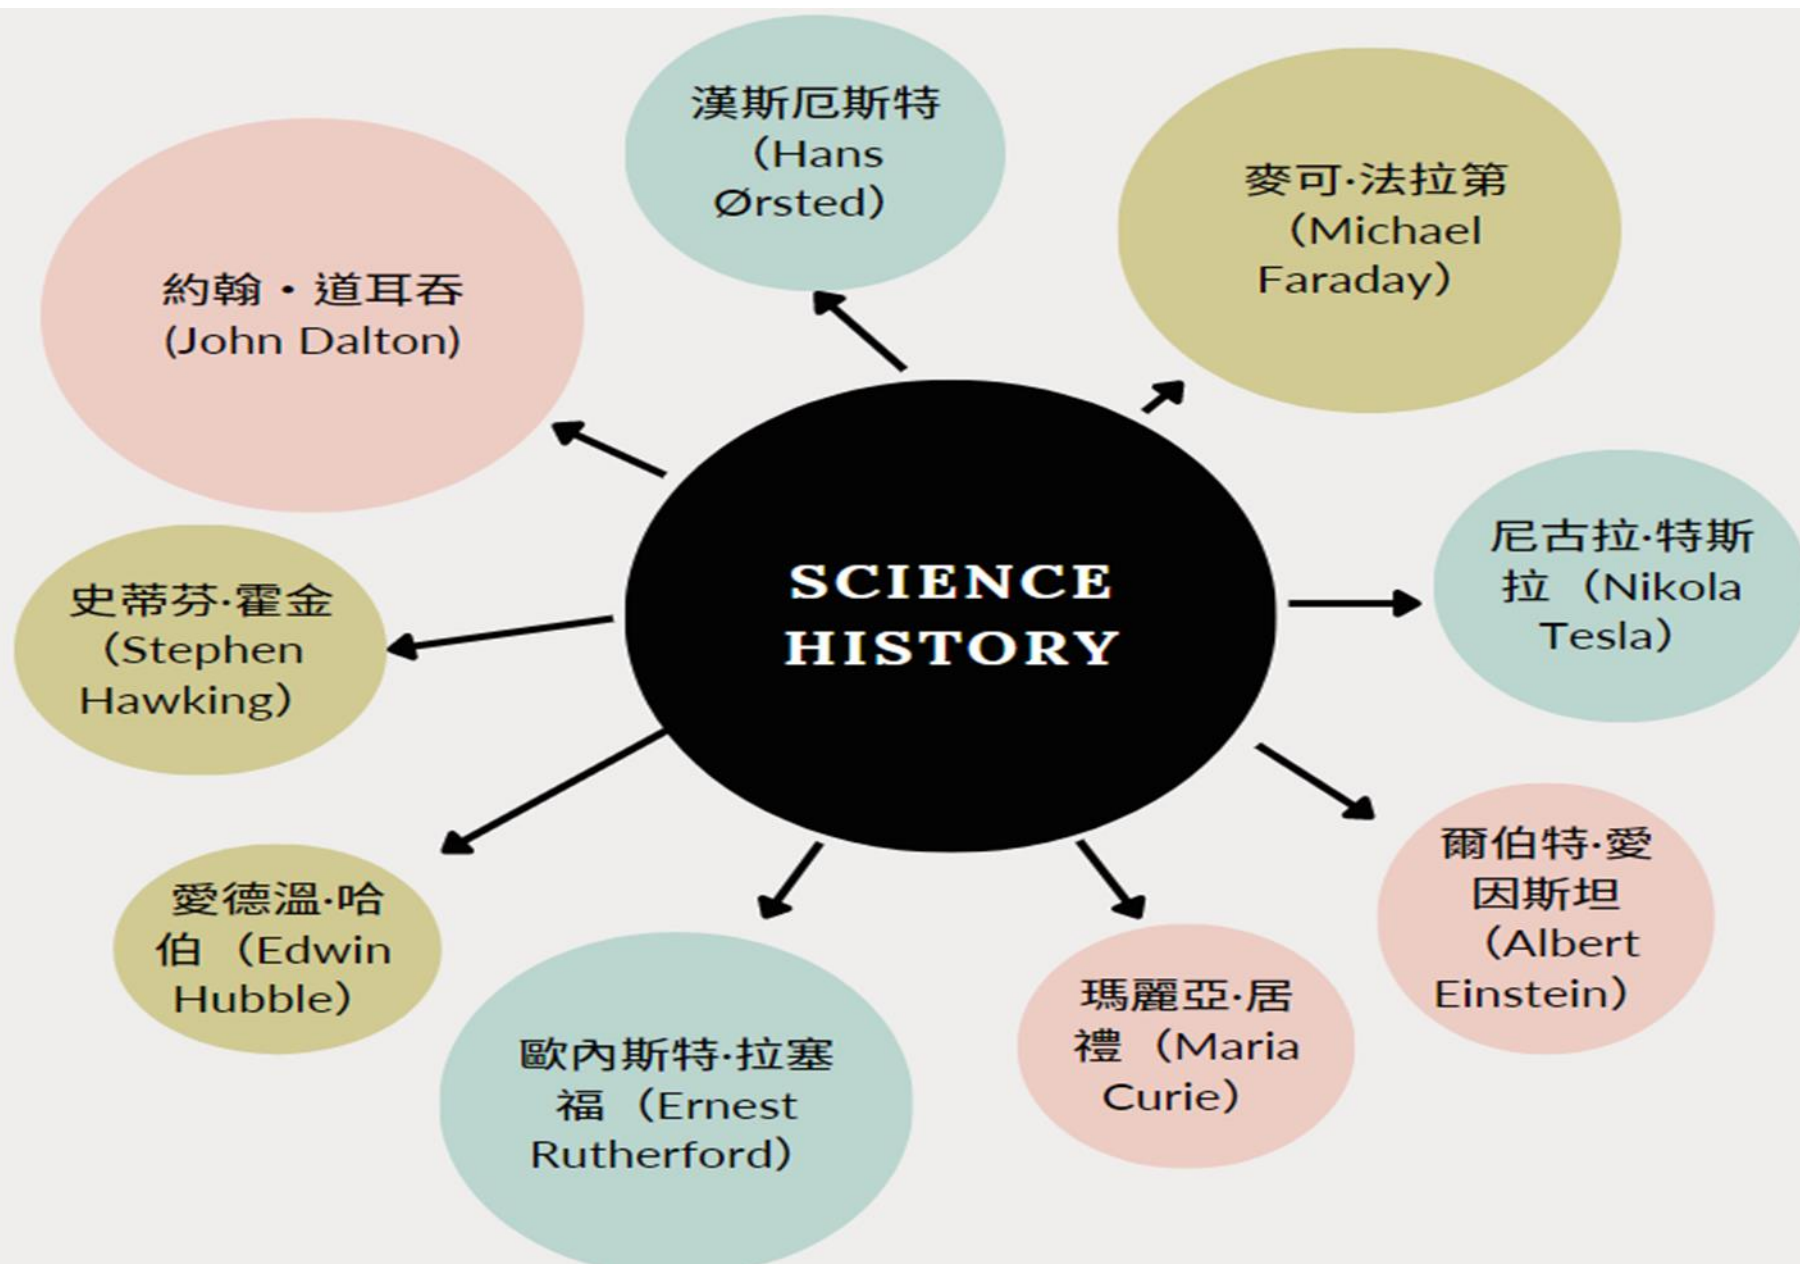 漢斯厄斯特
（Hans
Ørsted）
麥可·法拉第
（Michael
Faraday）
約翰・道耳吞
(John Dalton)
SCIENCE
HISTORY
尼古拉·特斯
拉（Nikola
Tesla）
史蒂芬·霍金
（Stephen
Hawking）
爾伯特·愛
因斯坦
（Albert
Einstein）
愛德溫·哈
伯（Edwin
Hubble）
瑪麗亞·居
禮（Maria
Curie）
歐內斯特·拉塞
福（Ernest
Rutherford）